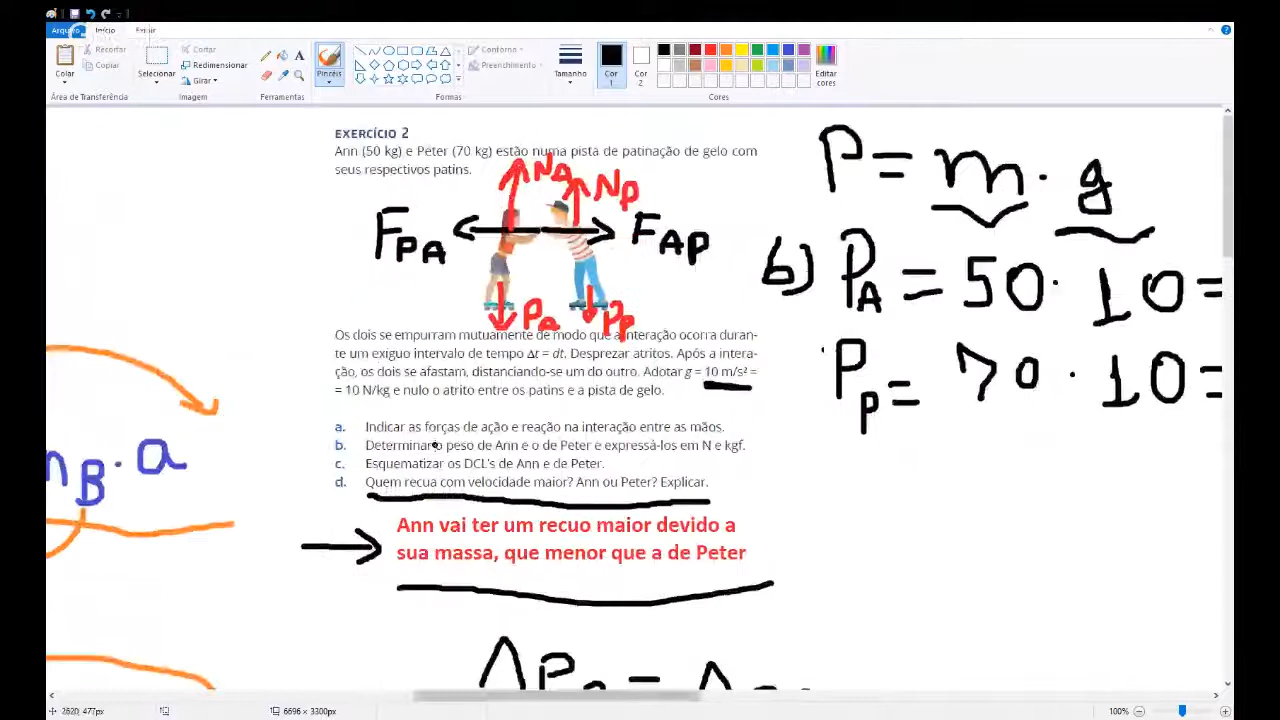 Arquivo Início Exibir
Colar
Recortar
Copiar
Área de Transferência
Selecionar
Cortar
Redimensionar
Girar
Imagem
A
Ferramentas
Pincéis
Contorno
Preenchimento
Formas
Tamanho
Cor 1
Cor 2
Editar cores
Cores
EXERCÍCIO 2
Ann (50 kg) e Peter (70 kg) estão numa pista de patinação de gelo com
seus respectivos patins.
NA NP
FPA FAP
PA PP
Os dois se empurram mutuamente de modo que a interação ocorra duran-
te um exíguo intervalo de tempo Δt = dt. Desprezar atritos. Após a intera-
ção, os dois se afastam, distanciando-se um do outro. Adotar g = 10 m/s² =
= 10 N/kg e nulo o atrito entre os patins e a pista de gelo.
a. Indicar as forças de ação e reação na interação entre as mãos.
b. Determinar o peso de Ann e o de Peter e expressá-los em N e kgf.
c. Esquematizar os DCL's de Ann e de Peter.
d. Quem recua com velocidade maior? Ann ou Peter? Explicar.
Ann vai ter um recuo maior devido a
sua massa, que menor que a de Peter
P = m · g
b) PA = 50 · 10 =
PP = 70 · 10 =
mB · a
2620, 477px
6696 × 3300px
100%